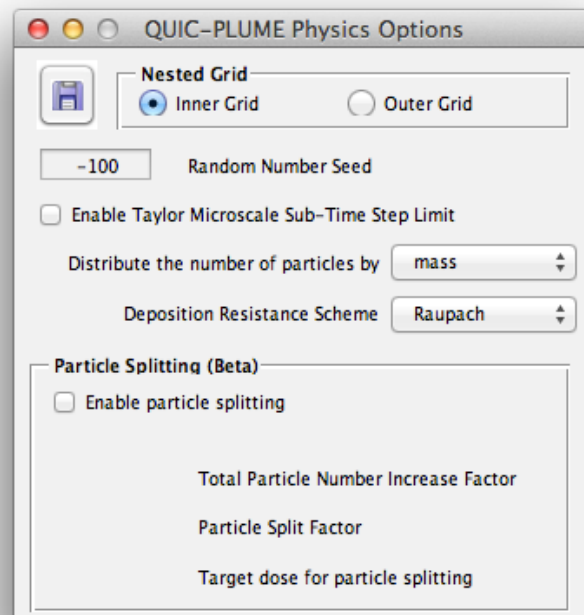 QUIC-PLUME Physics Options
Nested Grid
Inner Grid Outer Grid
-100 Random Number Seed
Enable Taylor Microscale Sub-Time Step Limit
Distribute the number of particles by mass
Deposition Resistance Scheme Raupach
Particle Splitting (Beta)
Enable particle splitting
Total Particle Number Increase Factor
Particle Split Factor
Target dose for particle splitting